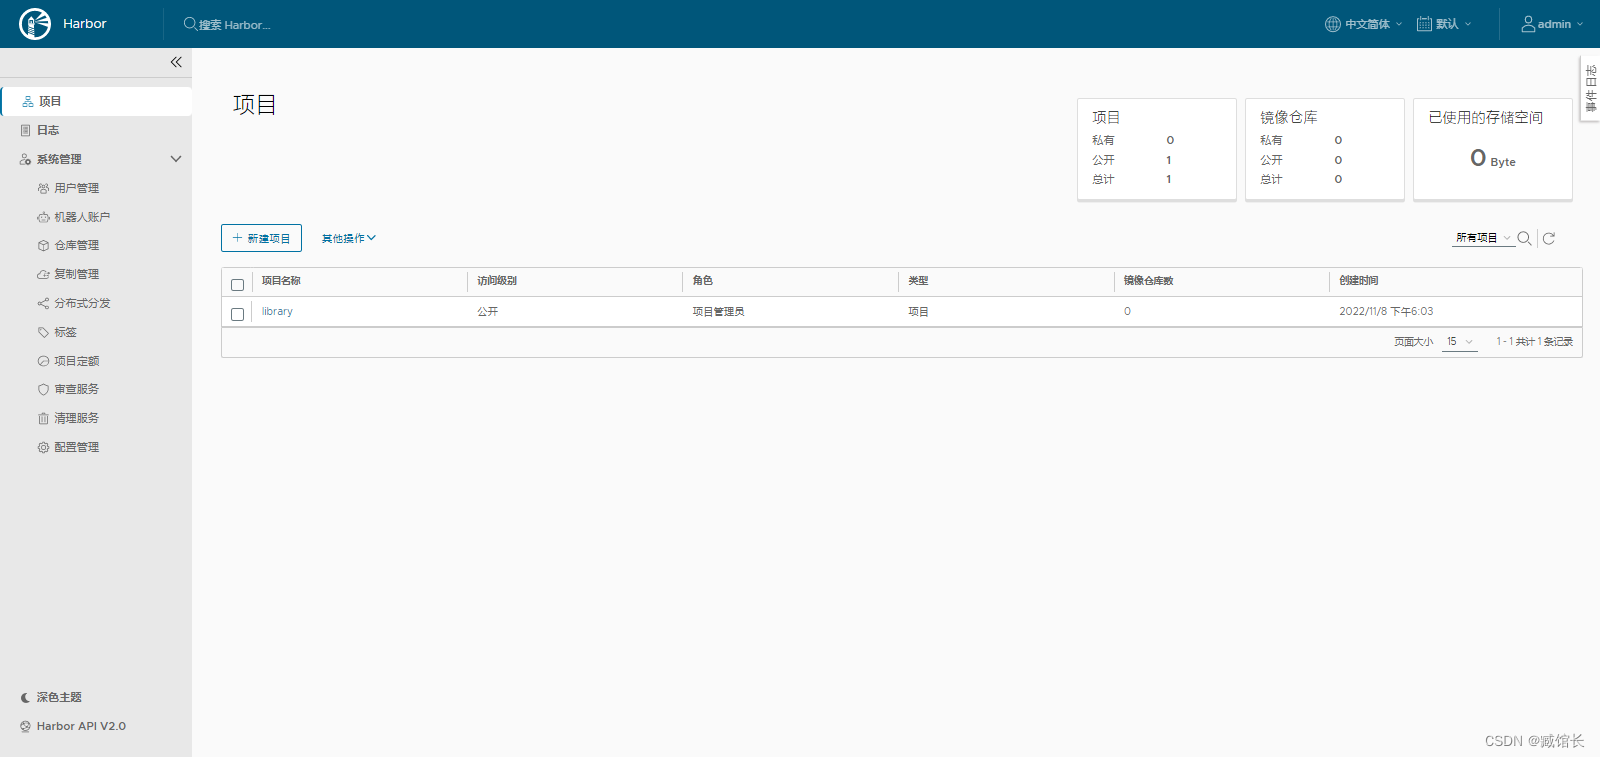 Harbor
搜索 Harbor...
中文简体
默认
admin
事件日志
项目
日志
系统管理
用户管理
机器人账户
仓库管理
复制管理
分布式分发
标签
项目定额
审查服务
清理服务
配置管理
深色主题
Harbor API V2.0
项目
项目
私有 0
公开 1
总计 1
镜像仓库
私有 0
公开 0
总计 0
已使用的存储空间
0 Byte
新建项目
其他操作
所有项目
项目名称 访问级别 角色 类型 镜像仓库数 创建时间
library 公开 项目管理员 项目 0 2022/11/8 下午6:03
页面大小 15 1 - 1 共计 1 条记录
CSDN @臧馆长